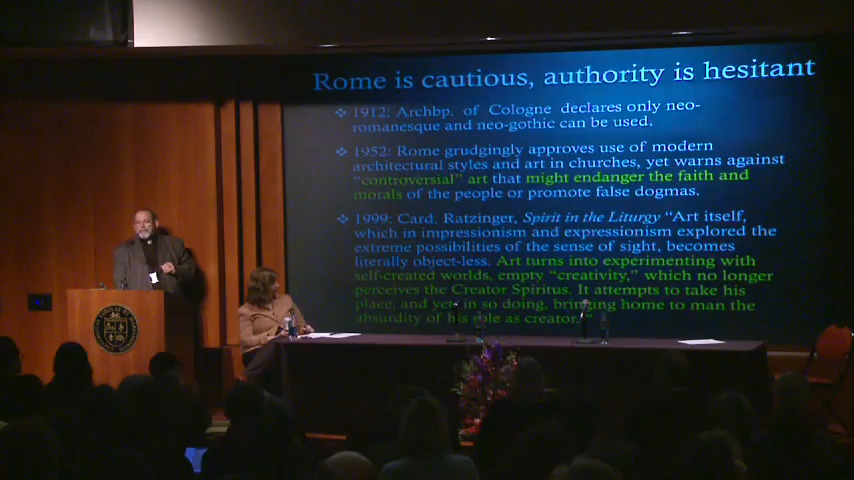 Rome is cautious, authority is hesitant
❖ 1912: Archbp. of Cologne declares only neo-
romanesque and neo-gothic can be used.
❖ 1952: Rome grudgingly approves use of modern
architectural styles and art in churches, yet warns against
“controversial” art that might endanger the faith and
morals of the people or promote false dogmas.
❖ 1999: Card. Ratzinger, Spirit in the Liturgy “Art itself,
which in impressionism and expressionism explored the
extreme possibilities of the sense of sight, becomes
literally object-less. Art turns into experimenting with
self-created worlds, empty “creativity,” which no longer
perceives the Creator Spiritus. It attempts to take his
place, and yet in so doing, bringing home to man the
absurdity of his role as creator.”